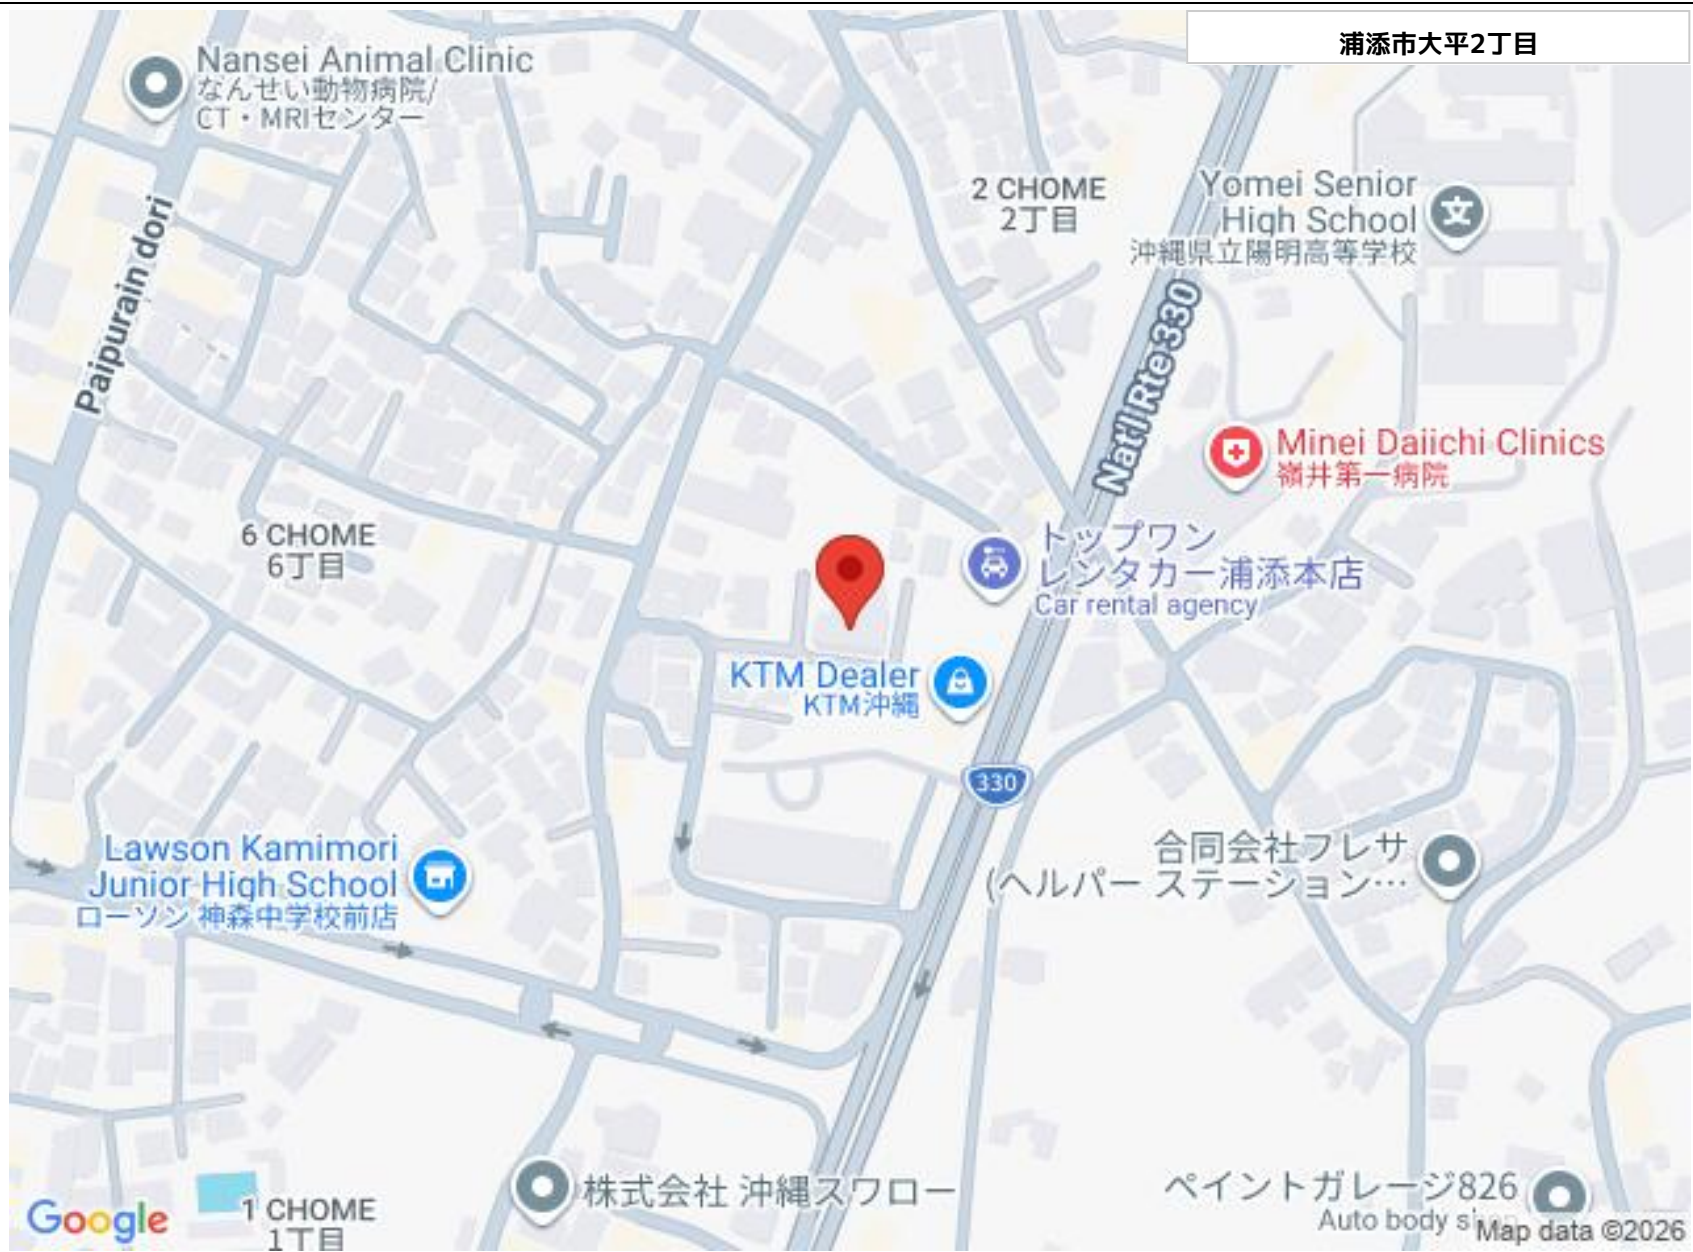 浦添市大平2丁目
Nansei Animal Clinic
なんせい動物病院/
CT・MRIセンター
2 CHOME
2丁目
Yomei Senior
High School
沖縄県立陽明高等学校
Paipurain dori
Nat'l Rte 330
Minei Daiichi Clinics
嶺井第一病院
6 CHOME
6丁目
トップワン
レンタカー浦添本店
Car rental agency
KTM Dealer
KTM沖縄
330
Lawson Kamimori
Junior High School
ローソン 神森中学校前店
合同会社フレサ
(ヘルパー ステーション…
株式会社 沖縄スワロー
ペイントガレージ826
Auto body
1 CHOME
1丁目
Google
Map data ©2026